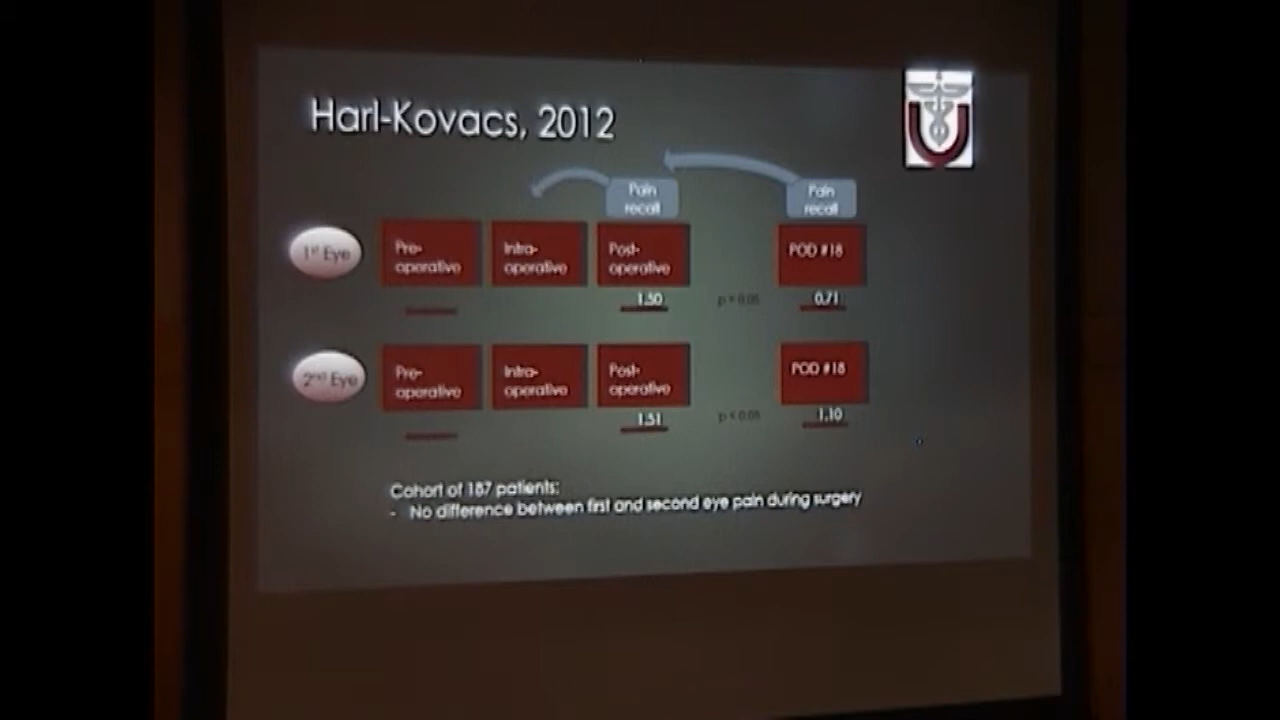 Harl-Kovacs, 2012
Pain
recall
Pain
recall
1st Eye
Pre-
operative
Intra-
operative
Post-
operative
POD #18
1.50
0.71
2nd Eye
Pre-
operative
Intra-
operative
Post-
operative
POD #18
1.51
p < 0.05
1.10
Cohort of 187 patients:
- No difference between first and second eye pain during surgery